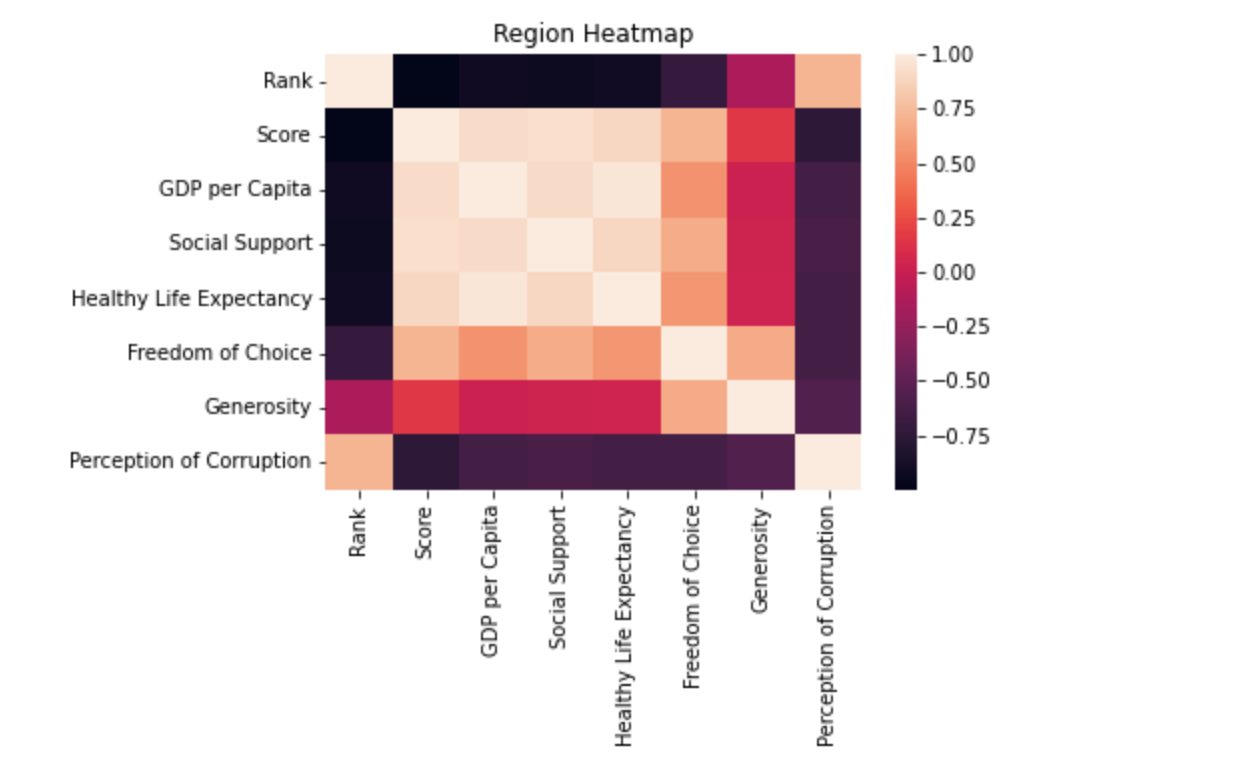 Region Heatmap
Rank
Score
GDP per Capita
Social Support
Healthy Life Expectancy
Freedom of Choice
Generosity
Perception of Corruption
Rank
Score
GDP per Capita
Social Support
Healthy Life Expectancy
Freedom of Choice
Generosity
Perception of Corruption
1.00
0.75
0.50
0.25
0.00
−0.25
−0.50
−0.75